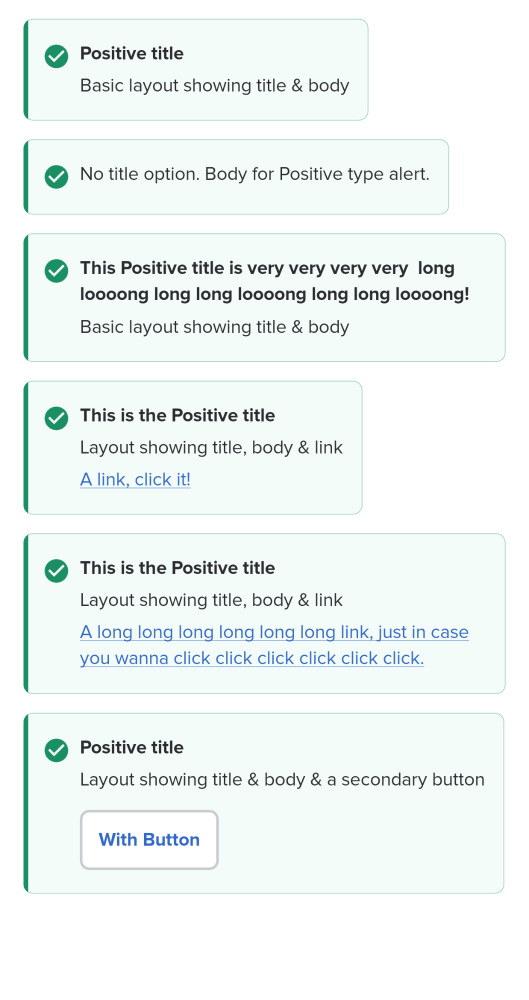 Positive title
Basic layout showing title & body
No title option. Body for Positive type alert.
This Positive title is very very very very  long
loooong long long loooong long long loooong!
Basic layout showing title & body
This is the Positive title
Layout showing title, body & link
A link, click it!
This is the Positive title
Layout showing title, body & link
A long long long long long long link, just in case
you wanna click click click click click click.
Positive title
Layout showing title & body & a secondary button
With Button